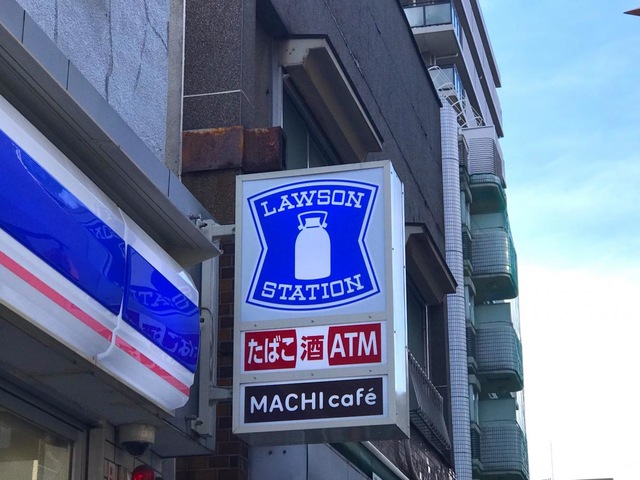 LAWSON
STATION
たばこ 酒 ATM
MACHI café